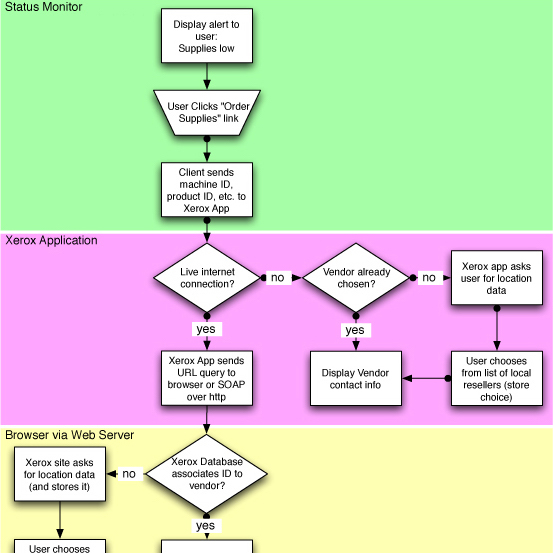 Status Monitor
Display alert to
user:
Supplies low
User Clicks "Order
Supplies" link
Client sends
machine ID,
product ID, etc. to
Xerox App
Xerox Application
Live internet
connection?
no
Vendor already
chosen?
no
Xerox app asks
user for location
data
yes
yes
Xerox App sends
URL query to
browser or SOAP
over http
Display Vendor
contact info
User chooses
from list of local
resellers (store
choice)
Browser via Web Server
Xerox site asks
for location data
(and stores it)
no
Xerox Database
associates ID to
vendor?
yes
User chooses